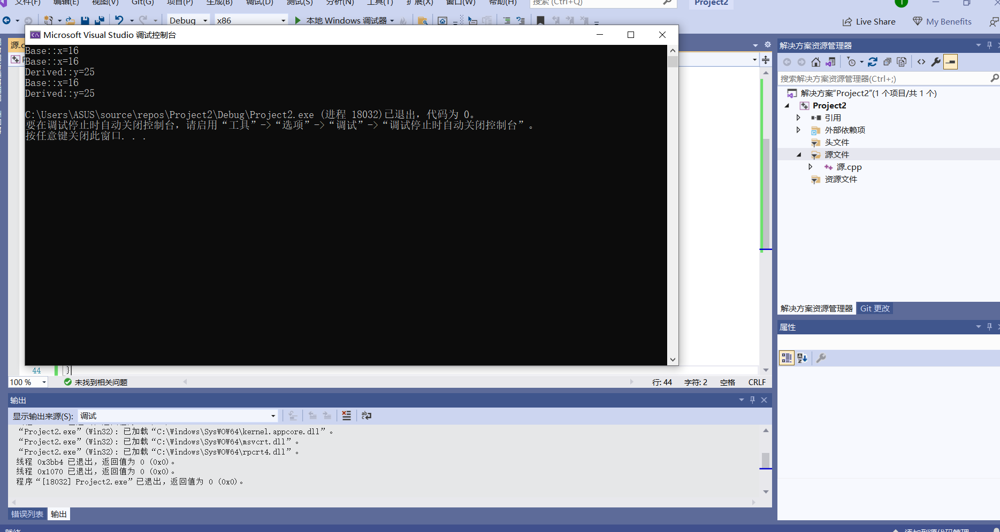 文件(F) 编辑(E) 视图(V) Git(G) 项目(P) 生成(B) 调试(D) 测试(S) 分析(N) 工具(T) 扩展(X) 窗口(W) 帮助(H) 搜索 (Ctrl+Q) Project2
Debug x86 本地 Windows 调试器 Live Share My Benefits
Microsoft Visual Studio 调试控制台
Base::x=16
Base::x=16
Derived::y=25
Base::x=16
Derived::y=25
C:\Users\ASUS\source\repos\Project2\Debug\Project2.exe (进程 18032)已退出，代码为 0。
要在调试停止时自动关闭控制台，请启用“工具”->“选项”->“调试”->“调试停止时自动关闭控制台”。
按任意键关闭此窗口. . .
44 }
100 % 未找到相关问题 行: 44 字符: 2 空格 CRLF
输出
显示输出来源(S): 调试
“Project2.exe”(Win32): 已加载“C:\Windows\SysWOW64\kernel.appcore.dll”。
“Project2.exe”(Win32): 已加载“C:\Windows\SysWOW64\msvcrt.dll”。
“Project2.exe”(Win32): 已加载“C:\Windows\SysWOW64\rpcrt4.dll”。
线程 0x3bb4 已退出，返回值为 0 (0x0)。
线程 0x1070 已退出，返回值为 0 (0x0)。
程序“[18032] Project2.exe”已退出，返回值为 0 (0x0)。
错误列表 输出
解决方案资源管理器
搜索解决方案资源管理器(Ctrl+;)
解决方案"Project2"(1 个项目/共 1 个)
Project2
引用
外部依赖项
头文件
源文件
源.cpp
资源文件
解决方案资源管理器 Git 更改
属性
就绪 添加到源代码管理